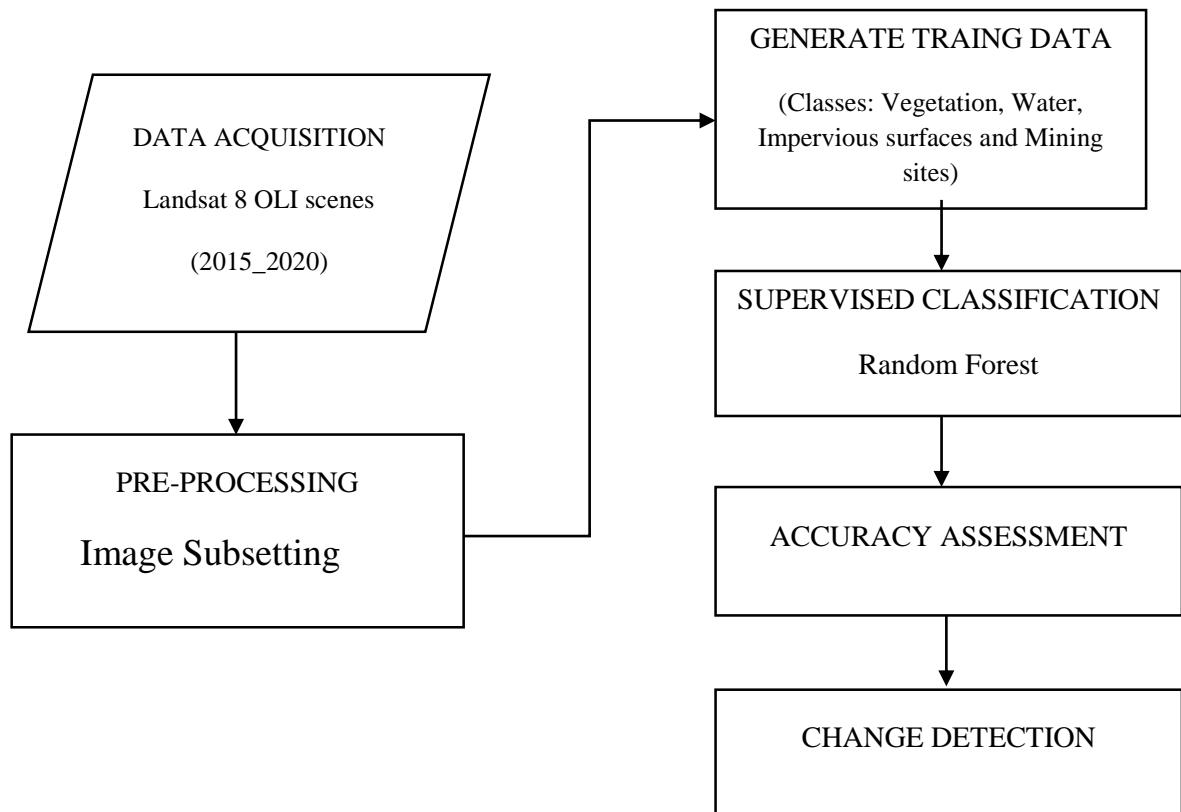 DATA ACQUISITION
Landsat 8 OLI scenes
(2015_2020)
PRE-PROCESSING
Image Subsetting
GENERATE TRAING DATA
(Classes: Vegetation, Water,
Impervious surfaces and Mining
sites)
SUPERVISED CLASSIFICATION
Random Forest
ACCURACY ASSESSMENT
CHANGE DETECTION